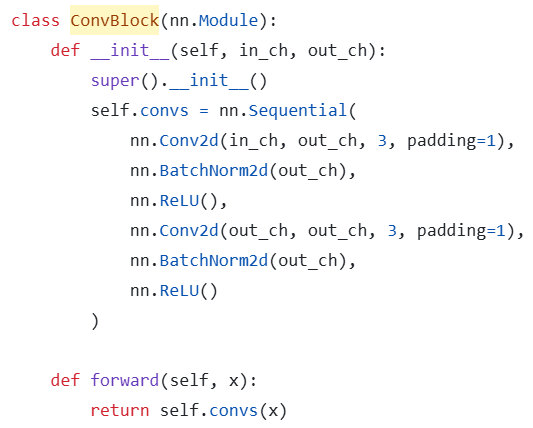 class ConvBlock(nn.Module):
    def __init__(self, in_ch, out_ch):
        super().__init__()
        self.convs = nn.Sequential(
            nn.Conv2d(in_ch, out_ch, 3, padding=1),
            nn.BatchNorm2d(out_ch),
            nn.ReLU(),
            nn.Conv2d(out_ch, out_ch, 3, padding=1),
            nn.BatchNorm2d(out_ch),
            nn.ReLU()
        )
    def forward(self, x):
        return self.convs(x)